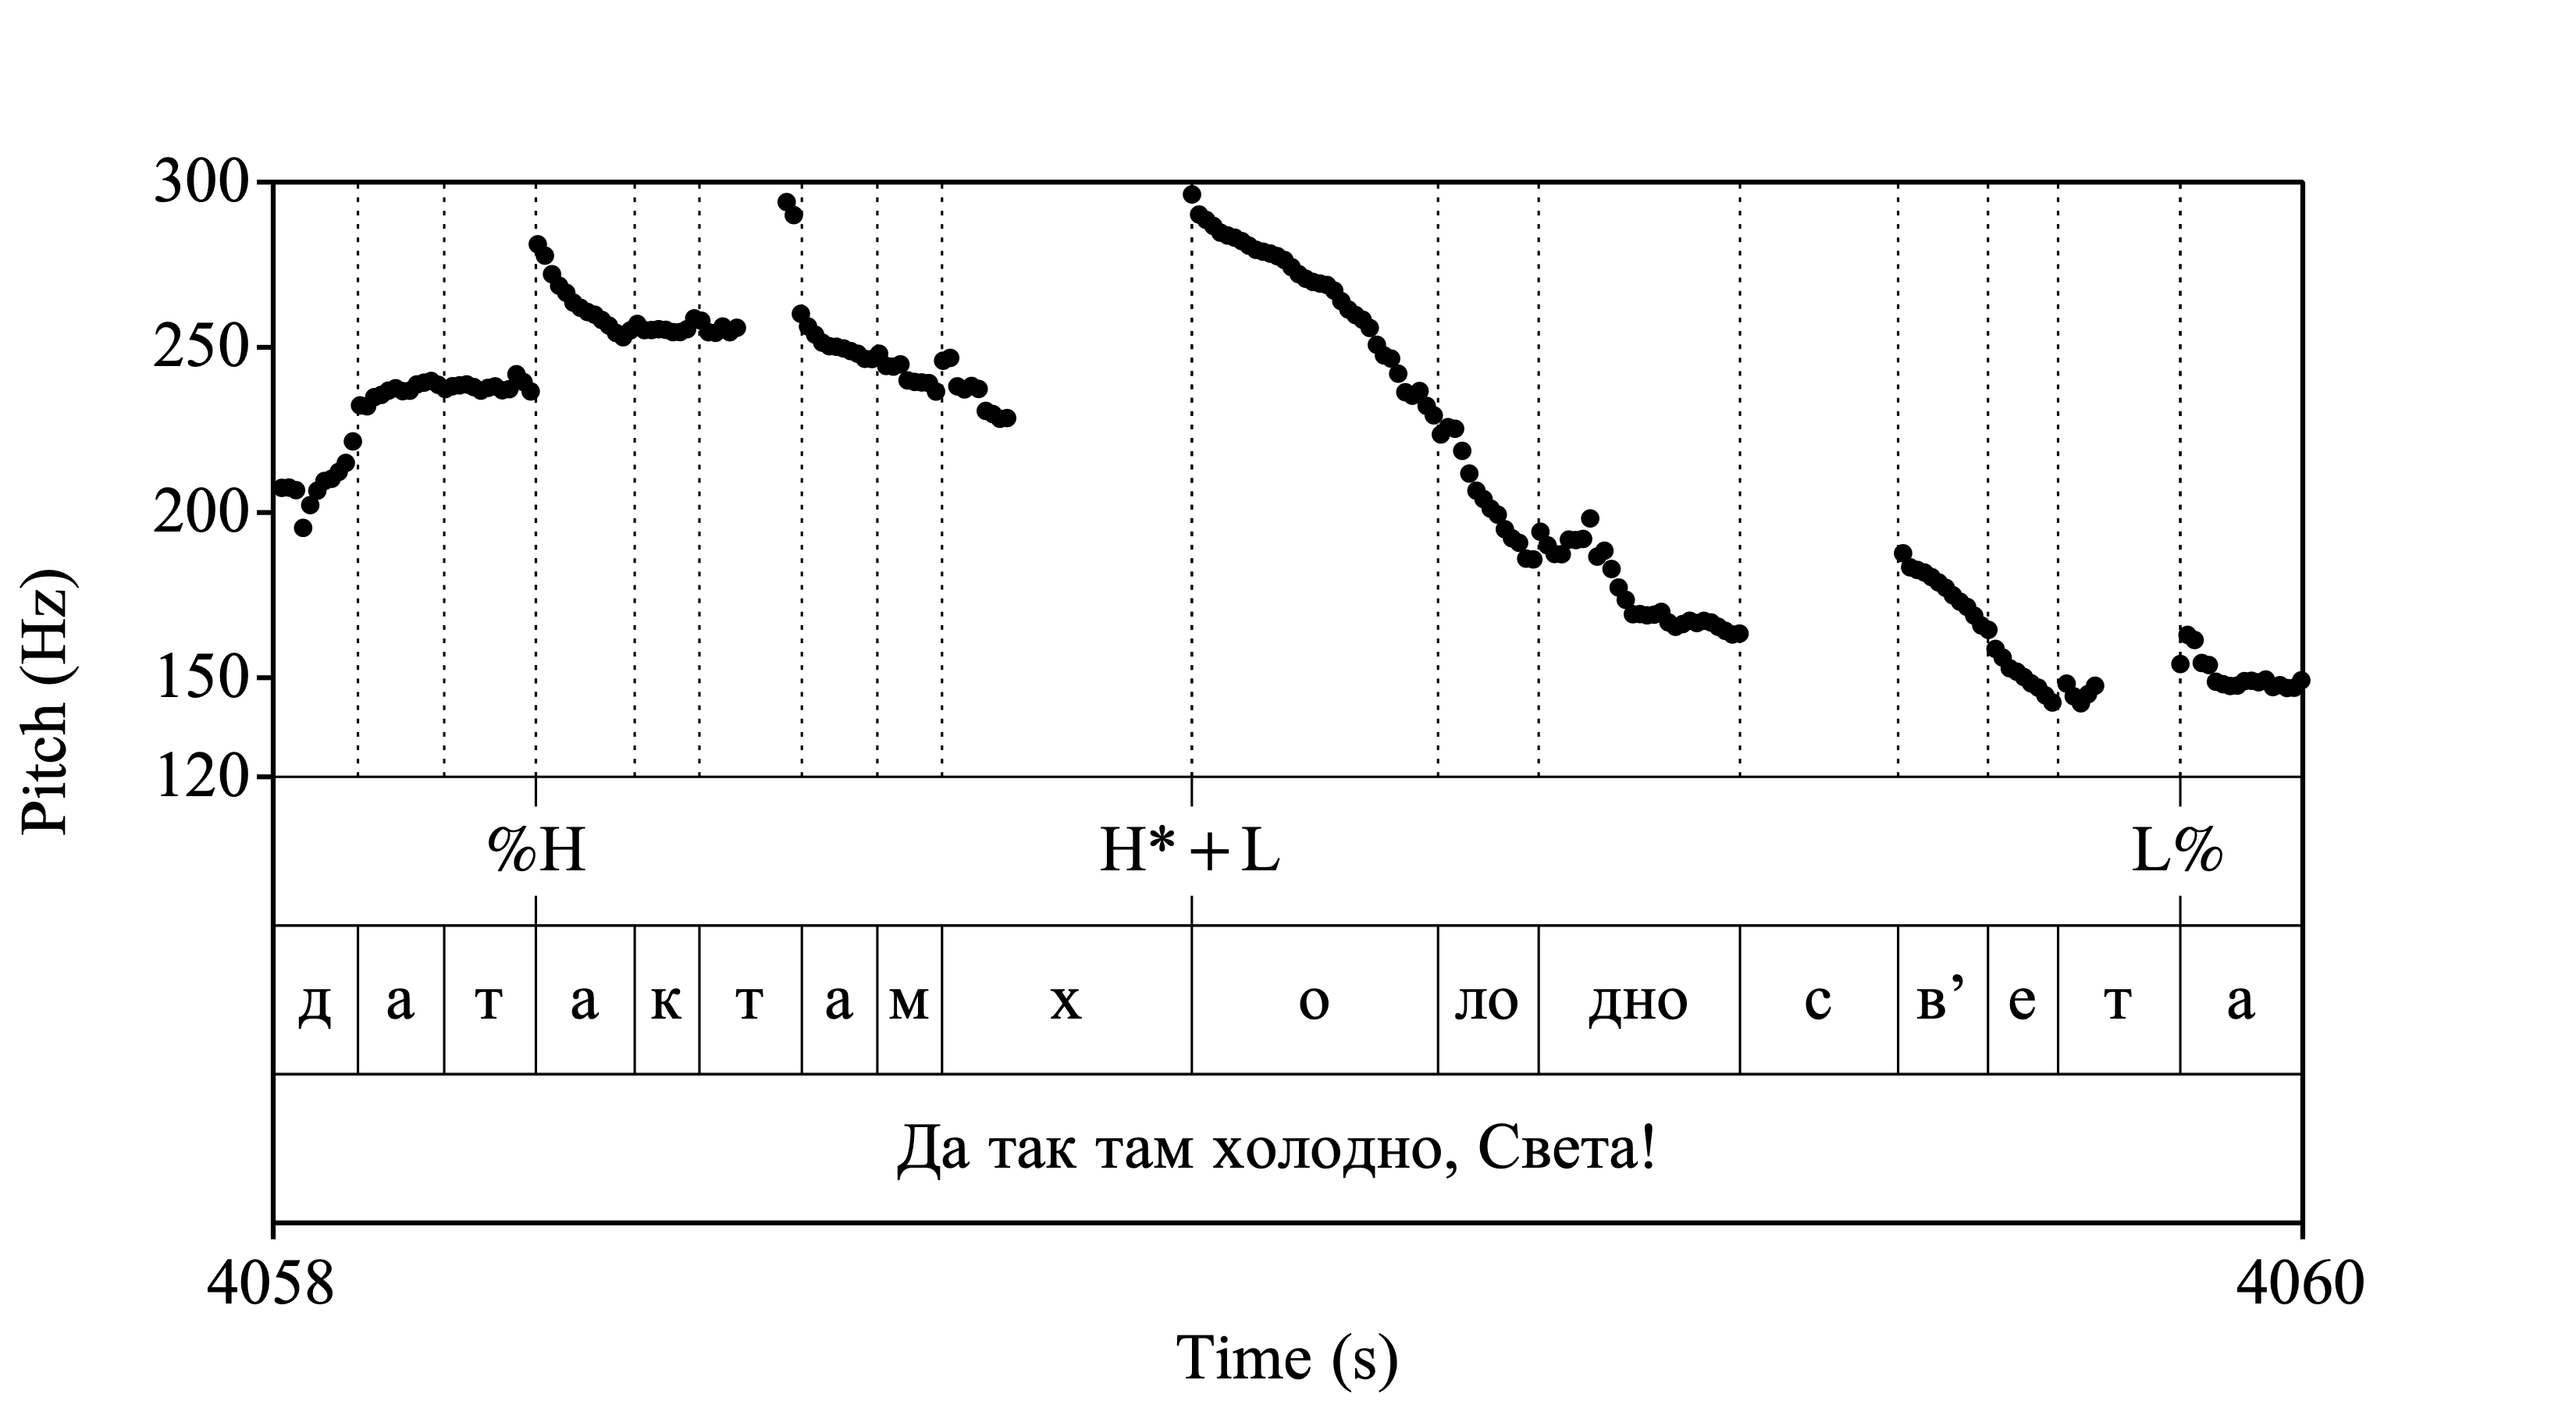 300
250
200
150
120
Pitch (Hz)
%H H*+L L%
д а т а к т а м х о ло дно с в’ е т а
Да так там холодно, Света!
4058 4060
Time (s)